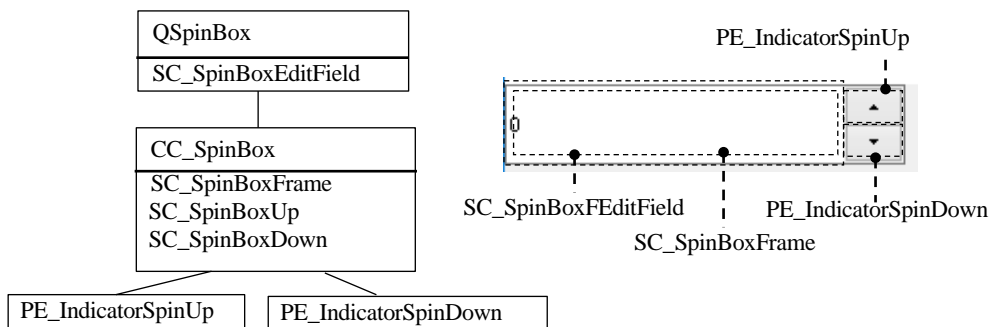 QSpinBox
SC_SpinBoxEditField
CC_SpinBox
SC_SpinBoxFrame
SC_SpinBoxUp
SC_SpinBoxDown
PE_IndicatorSpinUp
PE_IndicatorSpinDown
PE_IndicatorSpinUp
0
SC_SpinBoxFEditField
PE_IndicatorSpinDown
SC_SpinBoxFrame